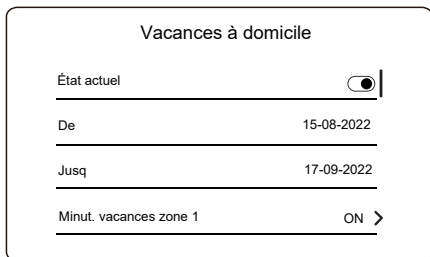 Vacances à domicile
État actuel
De 15-08-2022
Jusq 17-09-2022
Minut. vacances zone 1 ON